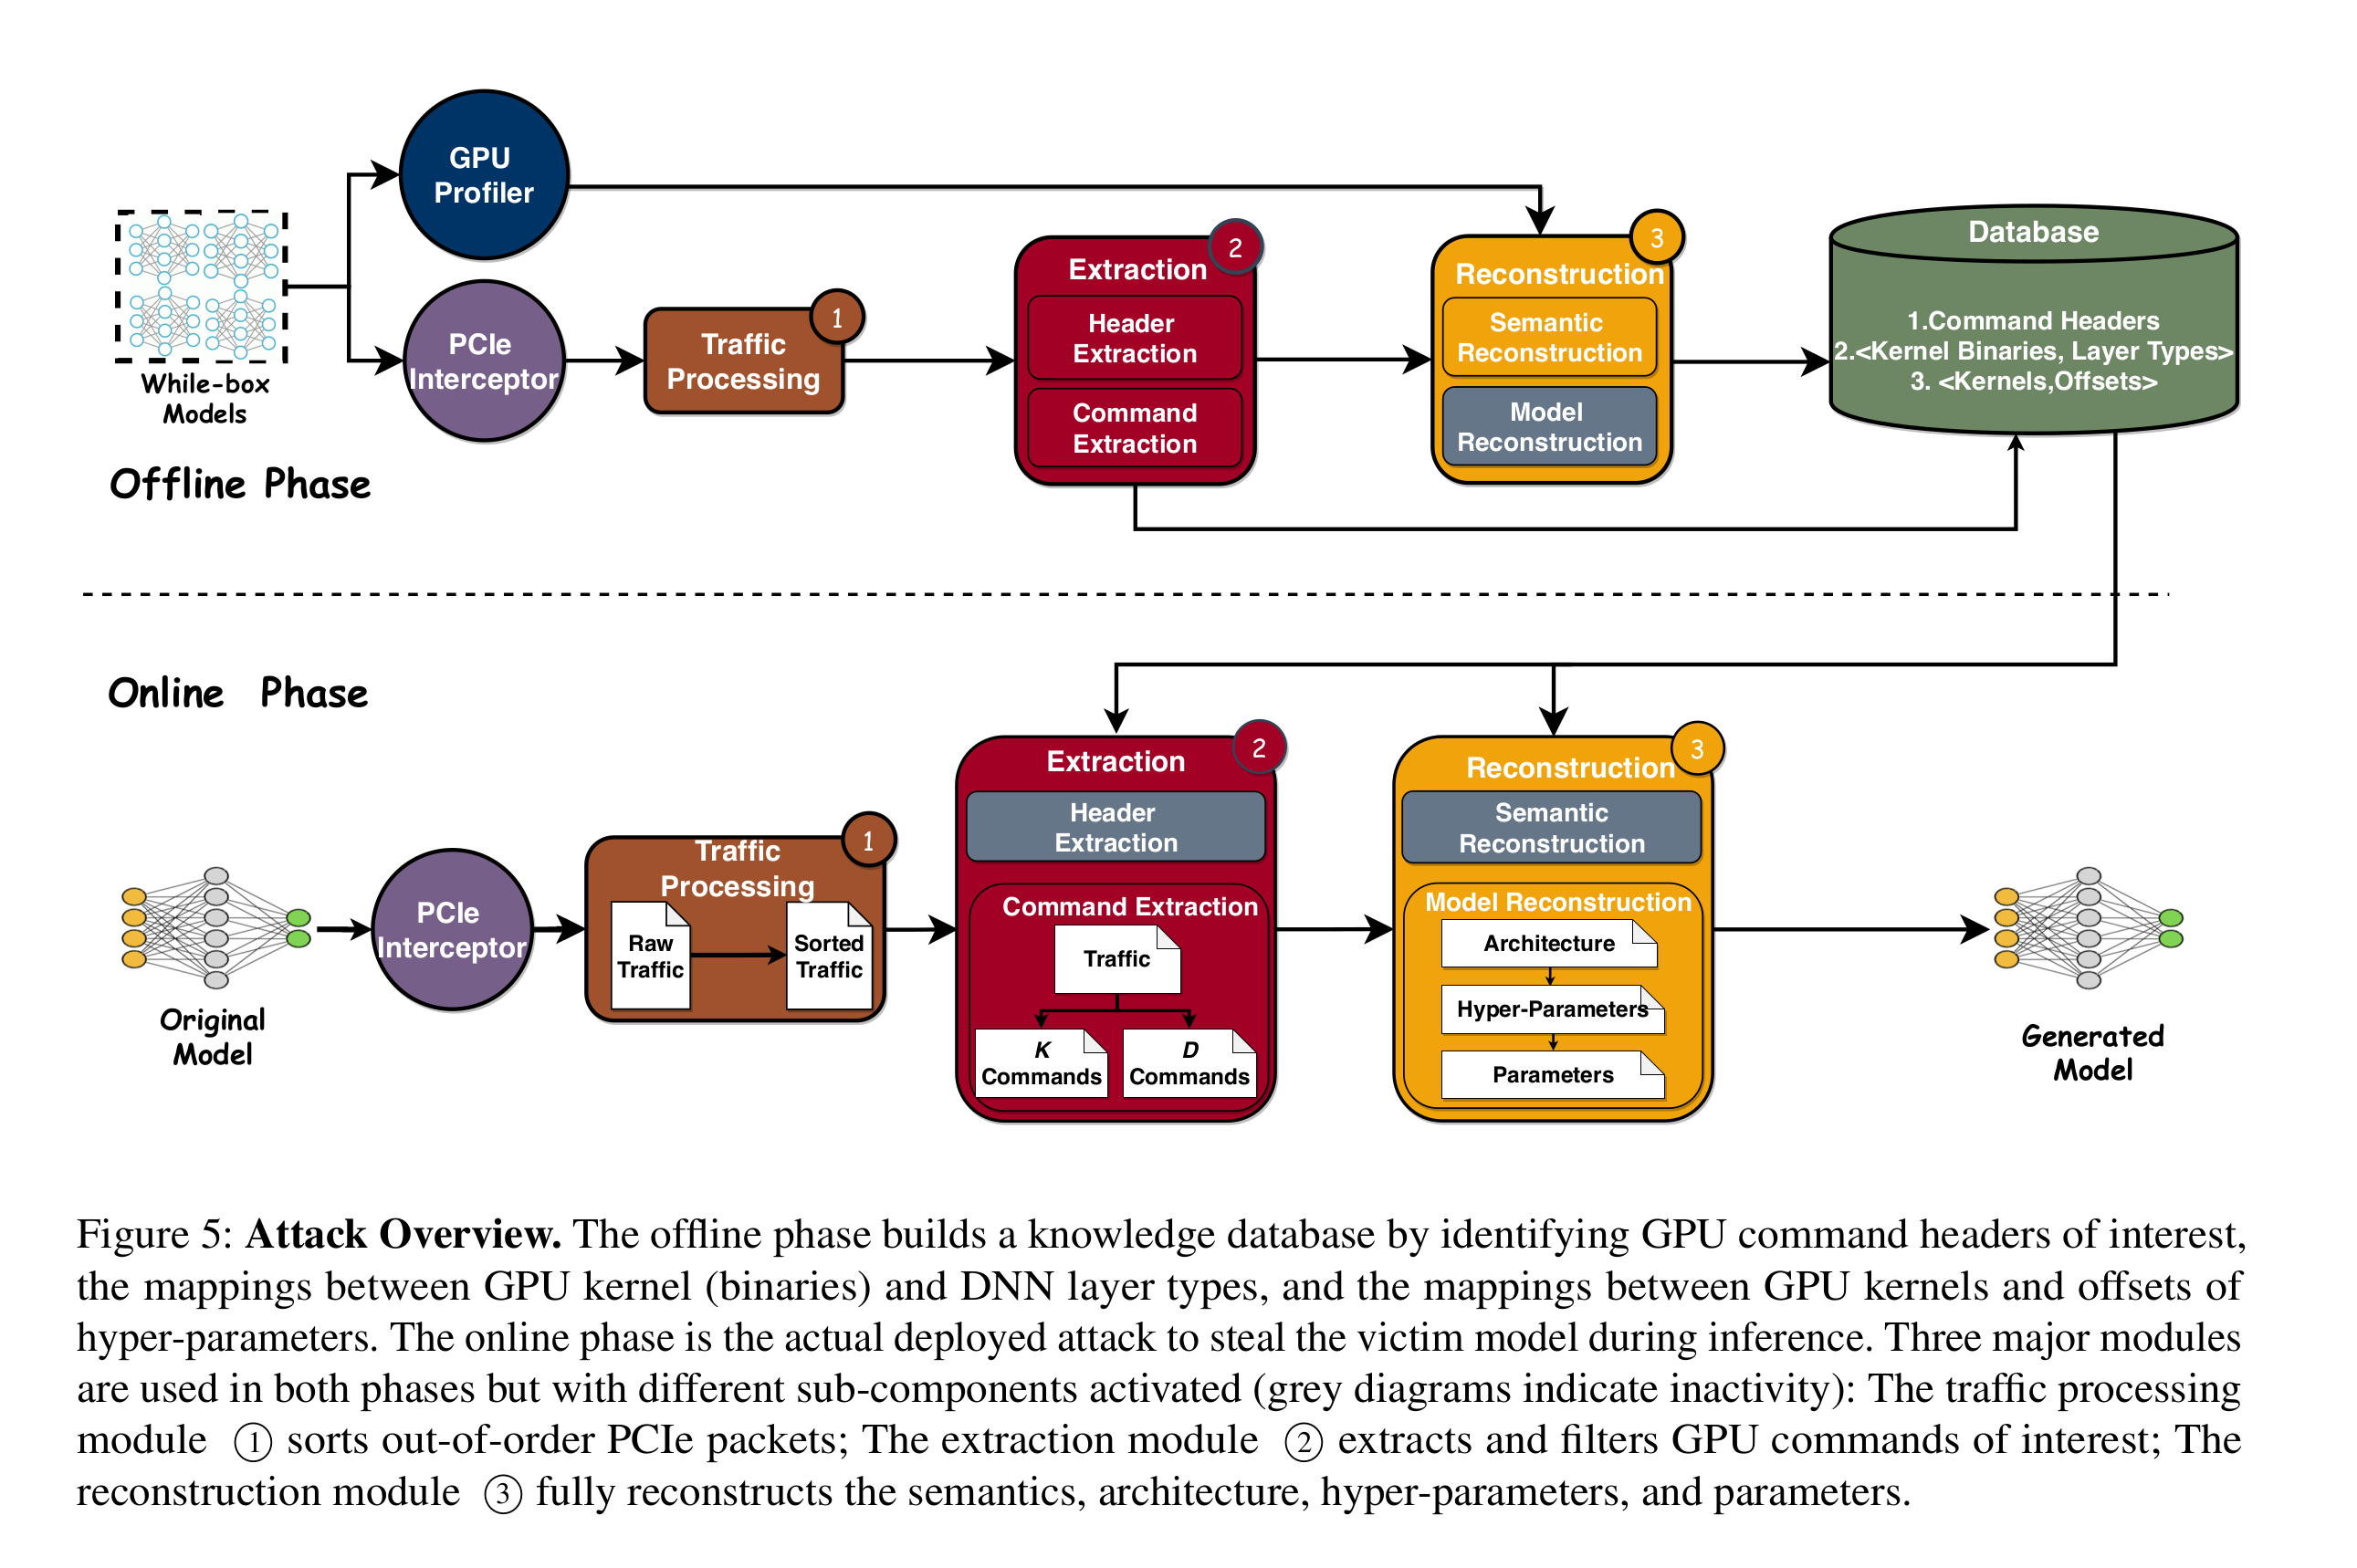 GPU
Profiler
While-box
Models
PCIe
Interceptor
Traffic
Processing
1
Extraction
2
Header
Extraction
Command
Extraction
Reconstruction
3
Semantic
Reconstruction
Model
Reconstruction
Database
1.Command Headers
2.<Kernel Binaries, Layer Types>
3. <Kernels,Offsets>
Offline Phase
Online Phase
Original
Model
PCIe
Interceptor
Traffic
Processing
1
Raw
Traffic
Sorted
Traffic
Extraction
2
Header
Extraction
Command Extraction
Traffic
K
Commands
D
Commands
Reconstruction
3
Semantic
Reconstruction
Model Reconstruction
Architecture
Hyper-Parameters
Parameters
Generated
Model
Figure 5: Attack Overview. The offline phase builds a knowledge database by identifying GPU command headers of interest,
the mappings between GPU kernel (binaries) and DNN layer types, and the mappings between GPU kernels and offsets of
hyper-parameters. The online phase is the actual deployed attack to steal the victim model during inference. Three major modules
are used in both phases but with different sub-components activated (grey diagrams indicate inactivity): The traffic processing
module ① sorts out-of-order PCIe packets; The extraction module ② extracts and filters GPU commands of interest; The
reconstruction module ③ fully reconstructs the semantics, architecture, hyper-parameters, and parameters.